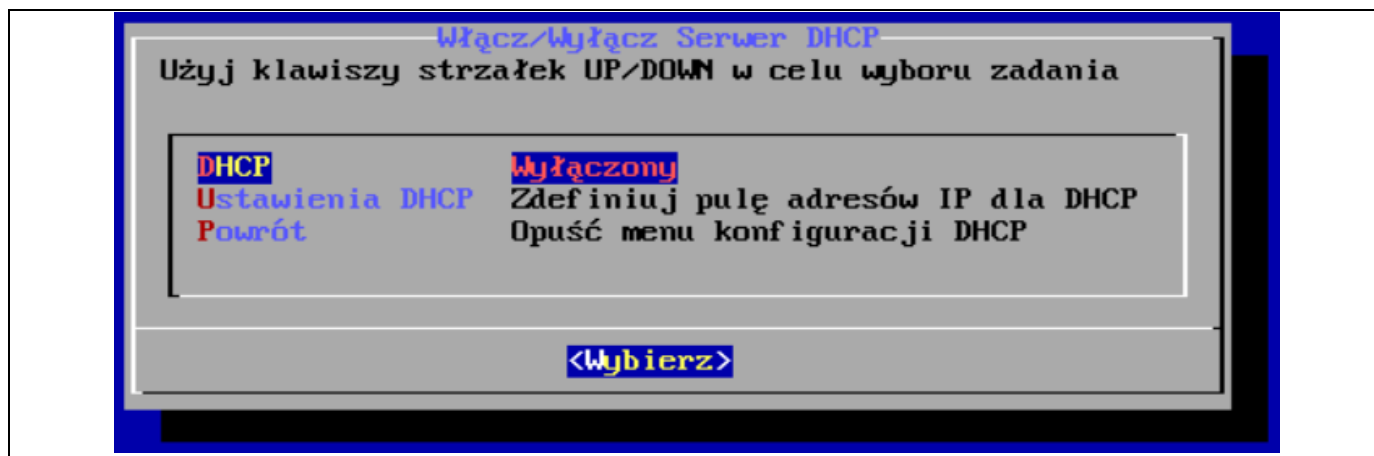 Włącz/Wyłącz Serwer DHCP
Użyj klawiszy strzałek UP/DOWN w celu wyboru zadania
DHCP Wyłączony
Ustawienia DHCP Zdefiniuj pulę adresów IP dla DHCP
Powrót Opuść menu konfiguracji DHCP
<Wybierz>